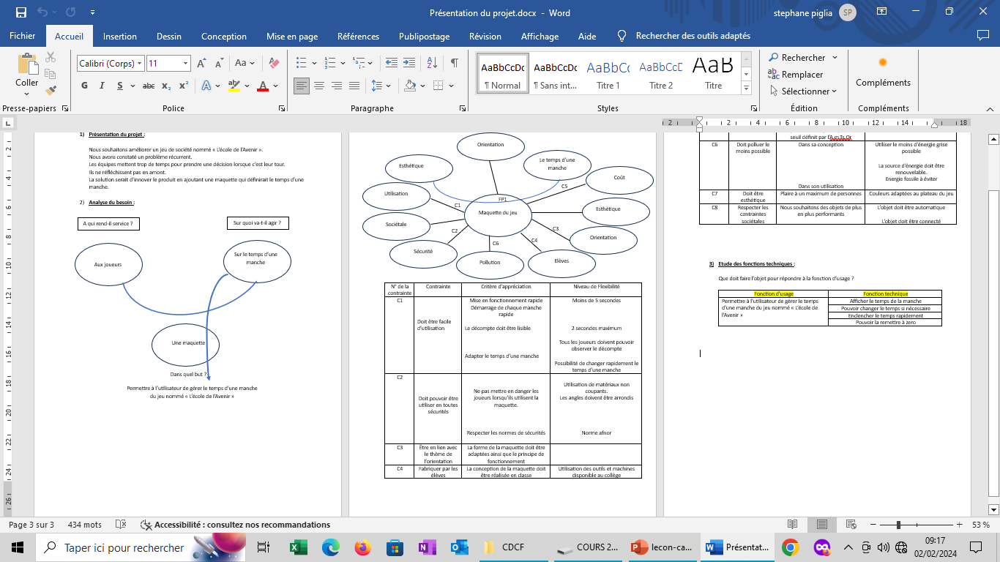 Présentation du projet.docx - Word
stephane piglia
SP
Fichier
Accueil
Insertion
Dessin
Conception
Mise en page
Références
Publipostage
Révision
Affichage
Aide
Rechercher des outils adaptés
Coller
Presse-papiers
Calibri (Corps)
11
G I S abc x₂ x²
Police
Paragraphe
AaBbCcDc
¶ Normal
AaBbCcDc
¶ Sans int...
AaBbCc
Titre 1
AaBbCcD
Titre 2
AaB
Titre
Styles
Rechercher
Remplacer
Sélectionner
Édition
Compléments
Compléments
2 2 4 6 8 10 12 14 18
2 4 6 8 10 12 14 16 18 20 22 24 26
1) Présentation du projet :
Nous souhaitons améliorer un jeu de société nommé « L'école de l'Avenir ».
Nous avons constaté un problème récurrent.
Les équipes mettent trop de temps pour prendre une décision lorsque c'est leur tour.
Ils ne réfléchissent pas en amont.
La solution serait d'innover le produit en ajoutant une maquette qui définirait le temps d'une
manche.
2) Analyse du besoin :
A qui rend-il service ?
Sur quoi va-t-il agir ?
Aux joueurs
Sur le temps d'une
manche
Une maquette
Dans quel but ?
Permettre à l'utilisateur de gérer le temps d'une manche
du jeu nommé « L'école de l'Avenir »
Orientation
Esthétique
Le temps d'une
manche
Coût
Utilisation
FP1
C5
C1
Maquette du jeu
Esthétique
Sociétale
C2
C3
Orientation
C6
C4
Sécurité
Pollution
Elèves
N° de la
contrainte
Contrainte
Critère d'appréciation
Niveau de Flexibilité
C1
Doit être facile
d'utilisation
Mise en fonctionnement rapide
Démarrage de chaque manche
rapide
Le décompte doit être lisible
Adapter le temps d'une manche
Moins de 5 secondes
2 secondes maximum
Tous les joueurs doivent pouvoir
observer le décompte
Possibilité de changer rapidement le
temps d'une manche
C2
Doit pouvoir être
utiliser en toutes
sécurités
Ne pas mettre en danger les
joueurs lorsqu'ils utilisent la
maquette.
Respecter les normes de sécurités
Utilisation de matériaux non
coupants.
Les angles doivent être arrondis
Norme afnor
C3
Être en lien avec
le thème de
l'orientation
La forme de la maquette doit être
adaptées ainsi que le principe de
fonctionnement
C4
Fabriquer par les
élèves
La conception de la maquette doit
être réalisée en classe
Utilisation des outils et machines
disponible au collège
seuil définit par l'A.m.Ts.Or
C6
Doit polluer le
moins possible
Dans sa conception
Dans son utilisation
Utiliser le moins d'énergie grise
possible
La source d'énergie doit être
renouvelable.
Energie fossile à éviter
C7
Doit être
esthétique
Plaire à un maximum de personnes
Couleurs adaptées au plateau du jeu
C8
Respecter les
contraintes
sociétales
Nous souhaitons des objets de plus
en plus performants
L'objet doit être automatique
L'objet doit être connecté
3) Etude des fonctions techniques :
Que doit faire l'objet pour répondre à la fonction d'usage ?
Fonction d'usage
Fonction technique
Permettre à l'utilisateur de gérer le temps
d'une manche du jeu nommé « L'école de
l'Avenir »
Afficher le temps de la manche
Pouvoir changer le temps si nécessaire
Enclencher le temps rapidement
Pouvoir la remettre à zero
Page 3 sur 3
434 mots
Accessibilité : consultez nos recommandations
53 %
Taper ici pour rechercher
CDCF
COURS 2...
lecon-ca...
Présentat...
09:17
02/02/2024